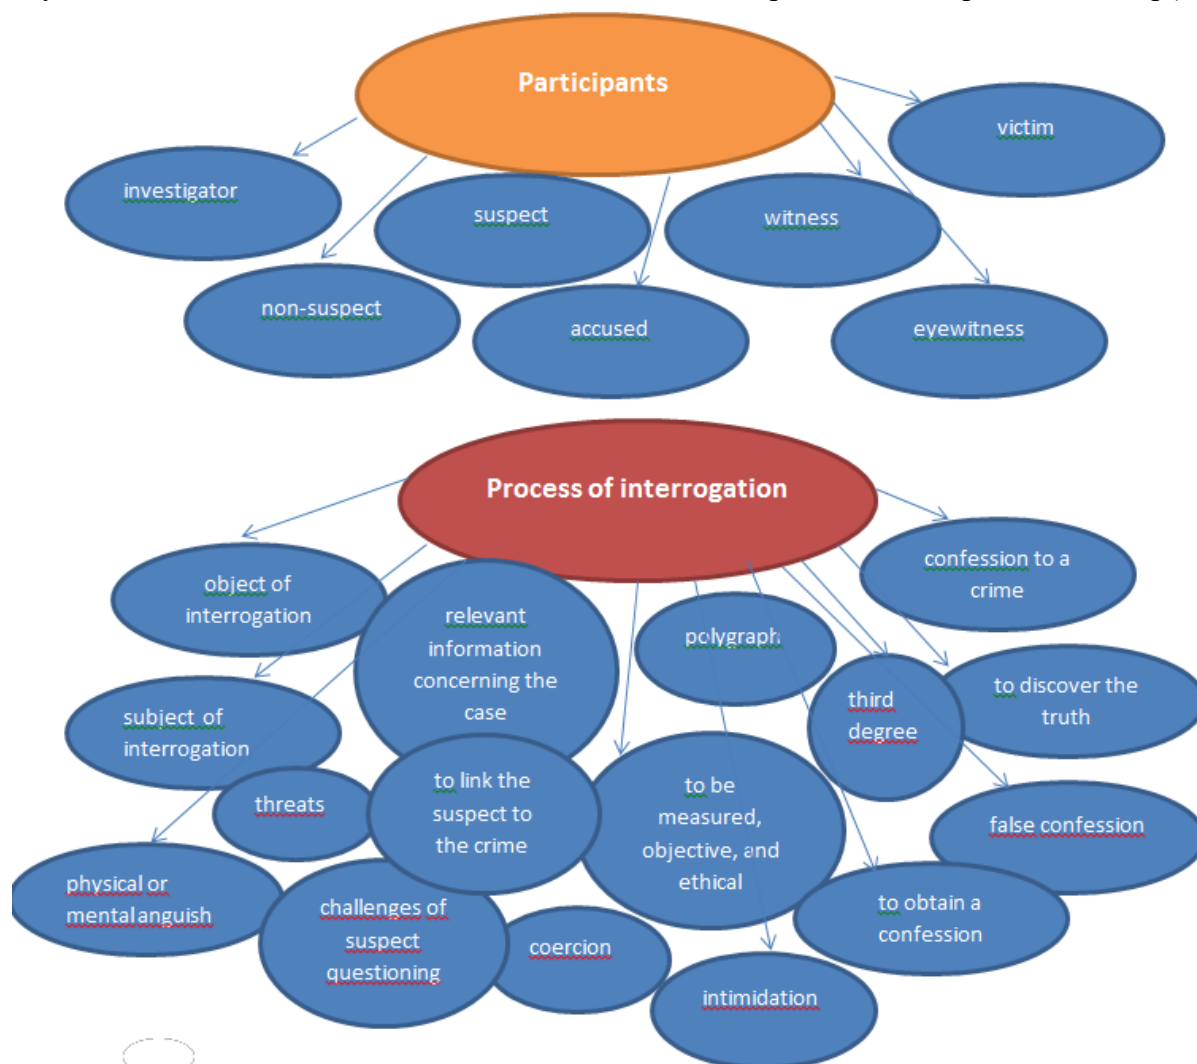 Participants
victim
investigator
suspect
witness
non-suspect
accused
eyewitness
Process of interrogation
confession to a
crime
object of
interrogation
relevant
information
concerning the
case
polygraph
to discover the
truth
third
degree
subject of
interrogation
threats
to link the
suspect to
the crime
to be
measured,
objective, and
ethical
false confession
physical or
mental anguish
challenges of
suspect
questioning
coercion
to obtain a
confession
intimidation